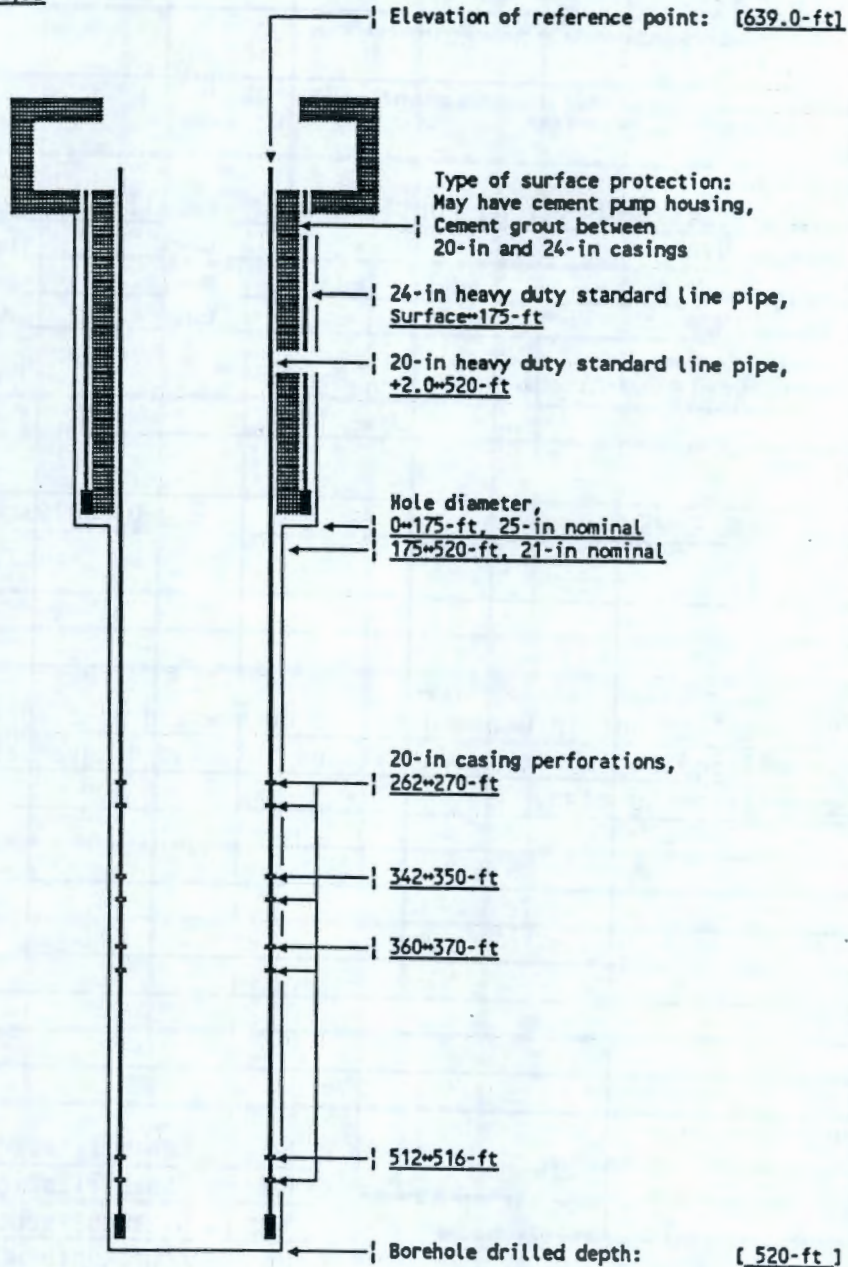 Elevation of reference point: [639.0-ft]
Type of surface protection:
May have cement pump housing,
Cement grout between
20-in and 24-in casings
24-in heavy duty standard line pipe,
Surface↔175-ft
20-in heavy duty standard line pipe,
+2.0↔520-ft
Hole diameter,
0↔175-ft, 25-in nominal
175↔520-ft, 21-in nominal
20-in casing perforations,
262↔270-ft
342↔350-ft
360↔370-ft
512↔516-ft
Borehole drilled depth: [ 520-ft ]